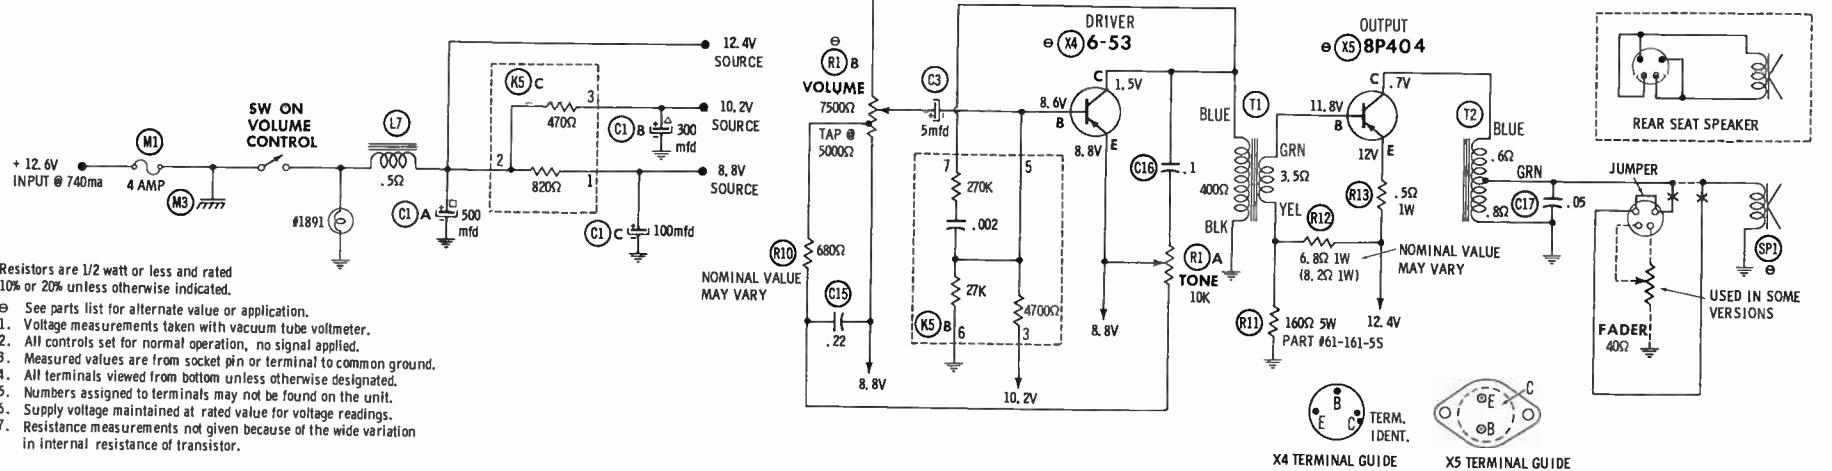 + 12.6V
INPUT @ 740ma
M1
4 AMP
M3
SW ON
VOLUME
CONTROL
#1891
L7
.5Ω
C1 A
500
mfd
K5 C
2
470Ω
3
820Ω
1
C1 B
300
mfd
C1 C
100mfd
12.4V
SOURCE
10.2V
SOURCE
8.8V
SOURCE
Resistors are 1/2 watt or less and rated
10% or 20% unless otherwise indicated.
⊖ See parts list for alternate value or application.
1. Voltage measurements taken with vacuum tube voltmeter.
2. All controls set for normal operation, no signal applied.
3. Measured values are from socket pin or terminal to common ground.
4. All terminals viewed from bottom unless otherwise designated.
5. Numbers assigned to terminals may not be found on the unit.
6. Supply voltage maintained at rated value for voltage readings.
7. Resistance measurements not given because of the wide variation
in internal resistance of transistor.
⊖
R1 B
VOLUME
7500Ω
TAP @
5000Ω
R10
680Ω
NOMINAL VALUE
MAY VARY
C15
.22
8.8V
C3
5mfd
7
270K
.002
27K
K5 B
6
5
4700Ω
3
10.2V
DRIVER
⊖ X4 6-53
C
1.5V
8.6V
B
8.8V
E
8.8V
C16
.1
R1 A
TONE
10K
T1
BLUE
400Ω
BLK
GRN
3.5Ω
YEL
R12
6.8Ω 1W
(8.2Ω 1W)
R11
160Ω 5W
PART #61-161-5S
OUTPUT
⊖ X5 8P404
C
.7V
11.8V
B
12V
E
R13
.5Ω
1W
NOMINAL VALUE
MAY VARY
12.4V
T2
BLUE
.6Ω
GRN
.8Ω
C17
.05
REAR SEAT SPEAKER
JUMPER
SP1
⊖
USED IN SOME
VERSIONS
FADER
40Ω
B
E
C
TERM.
IDENT.
X4 TERMINAL GUIDE
E
C
B
X5 TERMINAL GUIDE